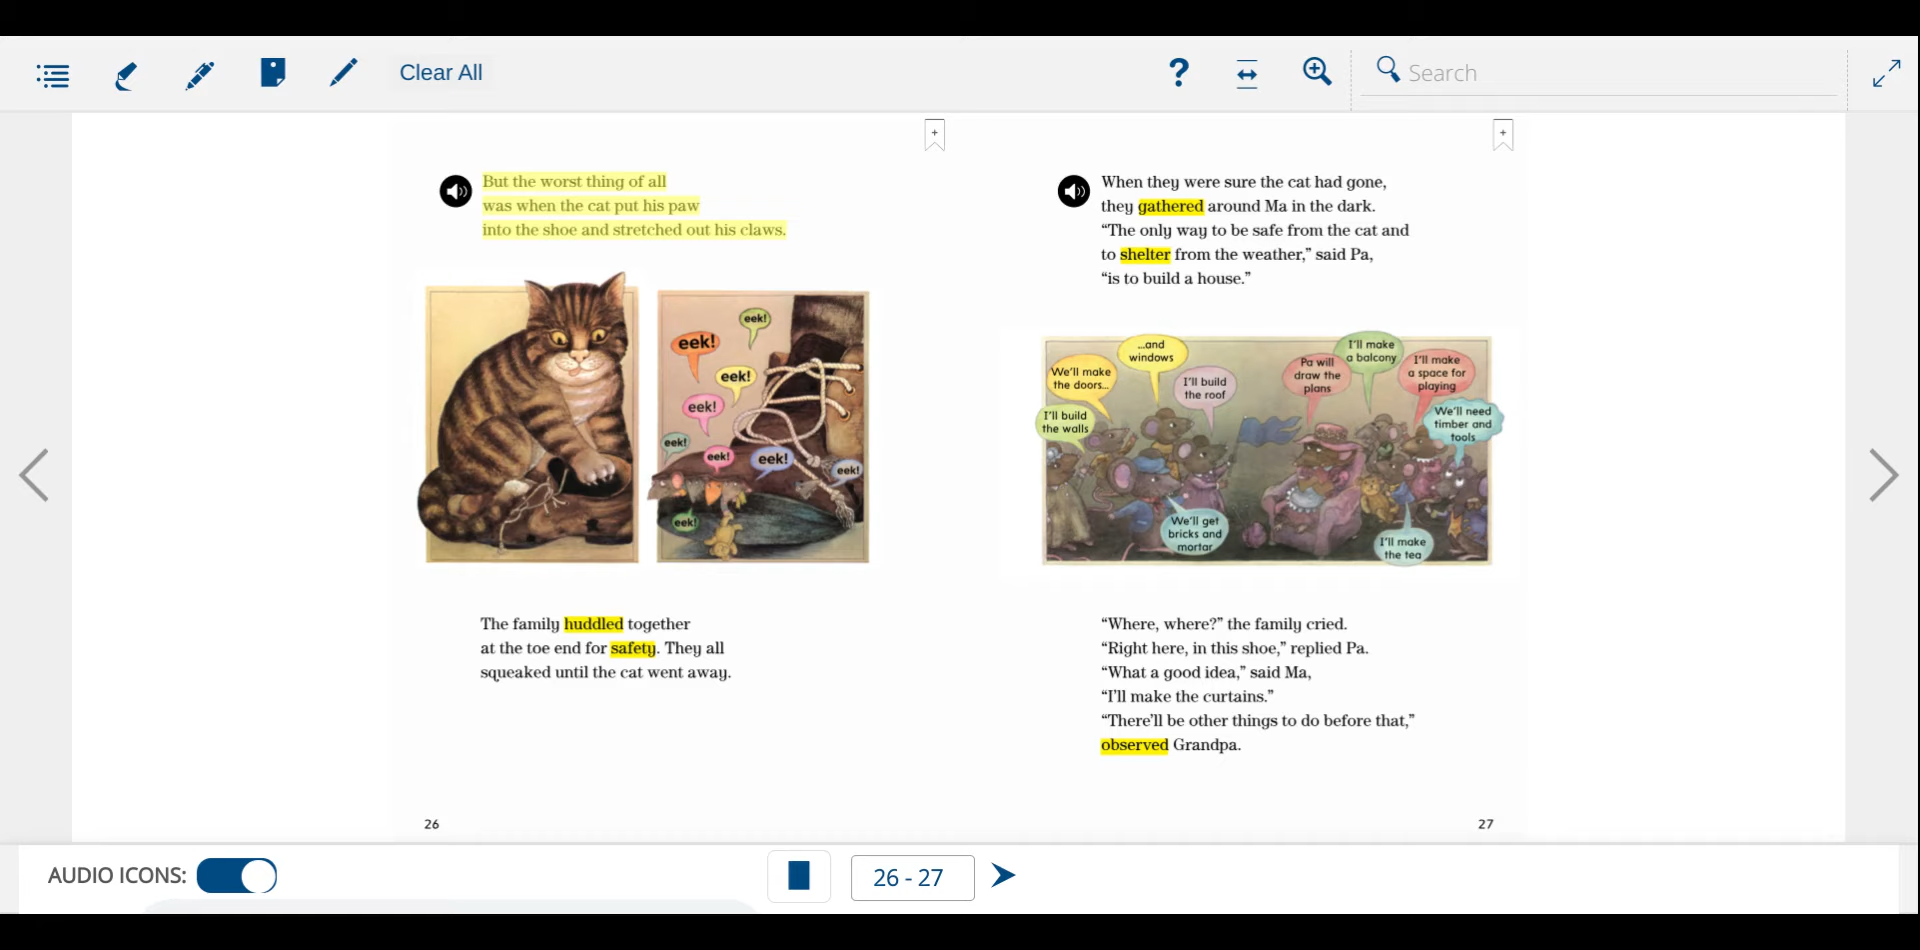 Clear All
?
Search
But the worst thing of all
was when the cat put his paw
into the shoe and stretched out his claws.
eek!
eek!
eek!
eek!
eek!
eek!
eek!
eek!
eek!
The family huddled together
at the toe end for safety. They all
squeaked until the cat went away.
26
When they were sure the cat had gone,
they gathered around Ma in the dark.
“The only way to be safe from the cat and
to shelter from the weather,” said Pa,
“is to build a house.”
I'll build
the walls
We'll make
the doors...
...and
windows
I'll build
the roof
We'll get
bricks and
mortar
Pa will
draw the
plans
I'll make
a balcony
I'll make
a space for
playing
We'll need
timber and
tools
I'll make
the tea
“Where, where?” the family cried.
“Right here, in this shoe,” replied Pa.
“What a good idea,” said Ma,
“I'll make the curtains.”
“There'll be other things to do before that,”
observed Grandpa.
27
AUDIO ICONS:
26 - 27